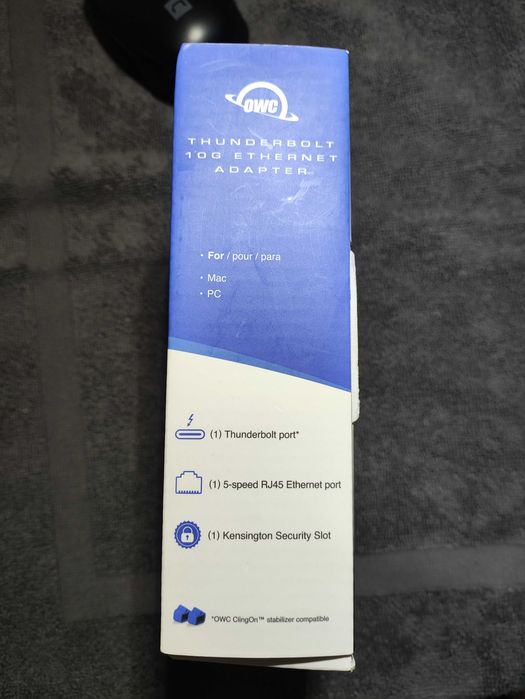 OWC
THUNDERBOLT
10G ETHERNET
ADAPTER
• For / pour / para
• Mac
• PC
(1) Thunderbolt port*
(1) 5-speed RJ45 Ethernet port
(1) Kensington Security Slot
*OWC ClingOn™ stabilizer compatible